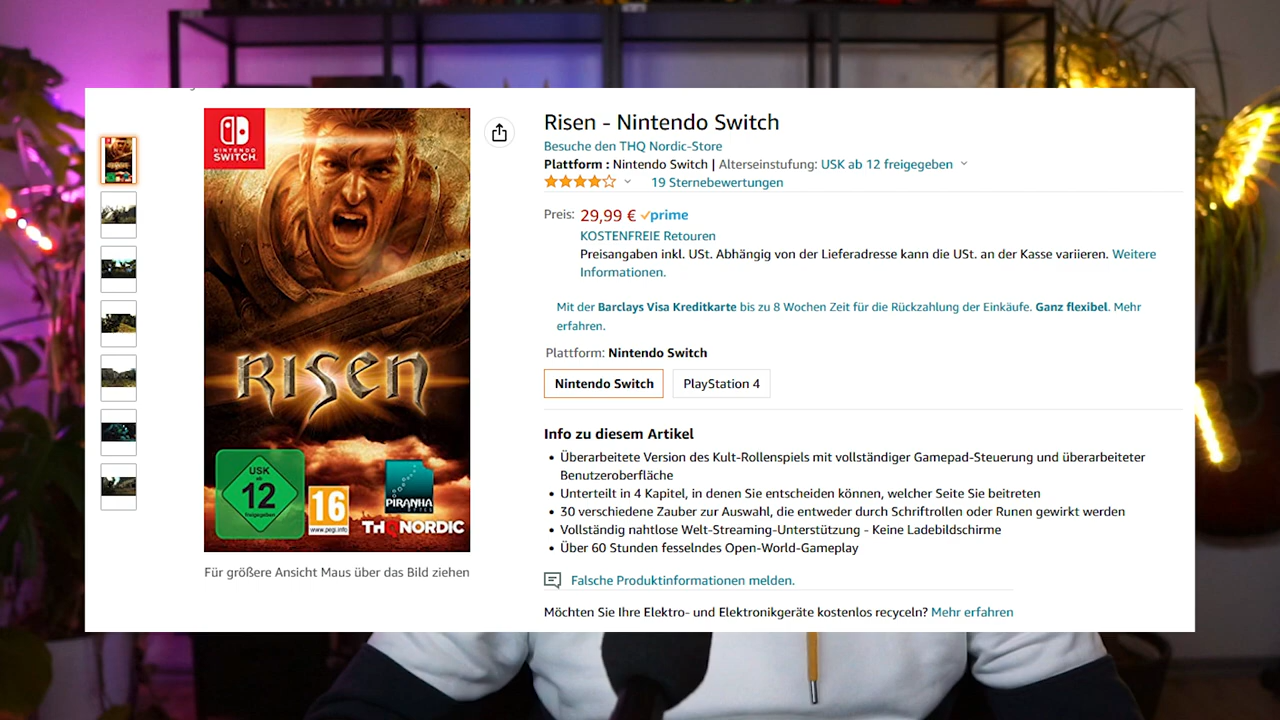 NINTENDO
SWITCH.
RISEN
USK
ab
12
freigegeben
16
www.pegi.info
PIRANHA
BYTES
THQ NORDIC
Für größere Ansicht Maus über das Bild ziehen
Risen - Nintendo Switch
Besuche den THQ Nordic-Store
Plattform : Nintendo Switch | Alterseinstufung: USK ab 12 freigegeben
19 Sternebewertungen
Preis: 29,99 € prime
KOSTENFREIE Retouren
Preisangaben inkl. USt. Abhängig von der Lieferadresse kann die USt. an der Kasse variieren. Weitere
Informationen.
Mit der Barclays Visa Kreditkarte bis zu 8 Wochen Zeit für die Rückzahlung der Einkäufe. Ganz flexibel. Mehr
erfahren.
Plattform: Nintendo Switch
Nintendo Switch PlayStation 4
Info zu diesem Artikel
• Überarbeitete Version des Kult-Rollenspiels mit vollständiger Gamepad-Steuerung und überarbeiteter
Benutzeroberfläche
• Unterteilt in 4 Kapitel, in denen Sie entscheiden können, welcher Seite Sie beitreten
• 30 verschiedene Zauber zur Auswahl, die entweder durch Schriftrollen oder Runen gewirkt werden
• Vollständig nahtlose Welt-Streaming-Unterstützung - Keine Ladebildschirme
• Über 60 Stunden fesselndes Open-World-Gameplay
Falsche Produktinformationen melden.
Möchten Sie Ihre Elektro- und Elektronikgeräte kostenlos recyceln? Mehr erfahren